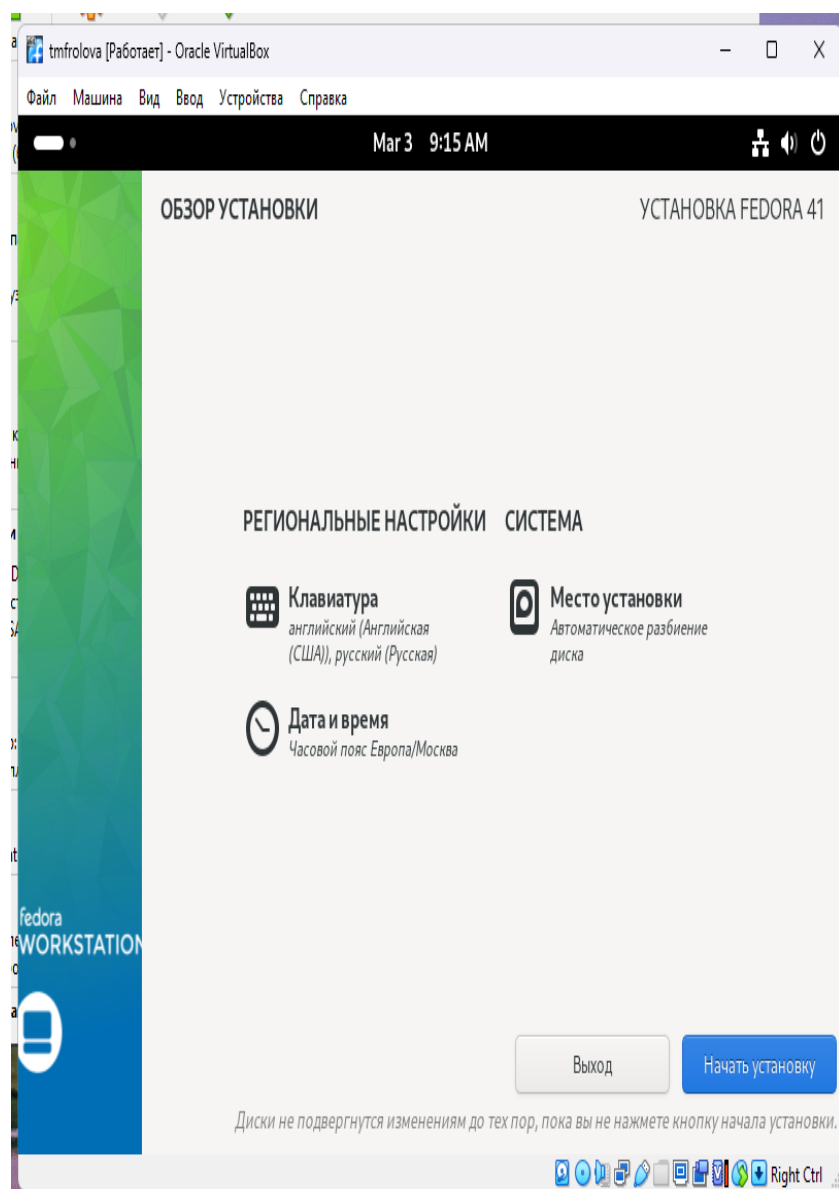 tmfrolova [Работает] - Oracle VirtualBox
Файл Машина Вид Ввод Устройства Справка
Mar 3 9:15 AM
ОБЗОР УСТАНОВКИ
УСТАНОВКА FEDORA 41
РЕГИОНАЛЬНЫЕ НАСТРОЙКИ
СИСТЕМА
Клавиатура
английский (Английская
(США)), русский (Русская)
Место установки
Автоматическое разбиение
диска
Дата и время
Часовой пояс Европа/Москва
fedora
WORKSTATION
Выход
Начать установку
Диски не подвергнутся изменениям до тех пор, пока вы не нажмете кнопку начала установки.
Right Ctrl